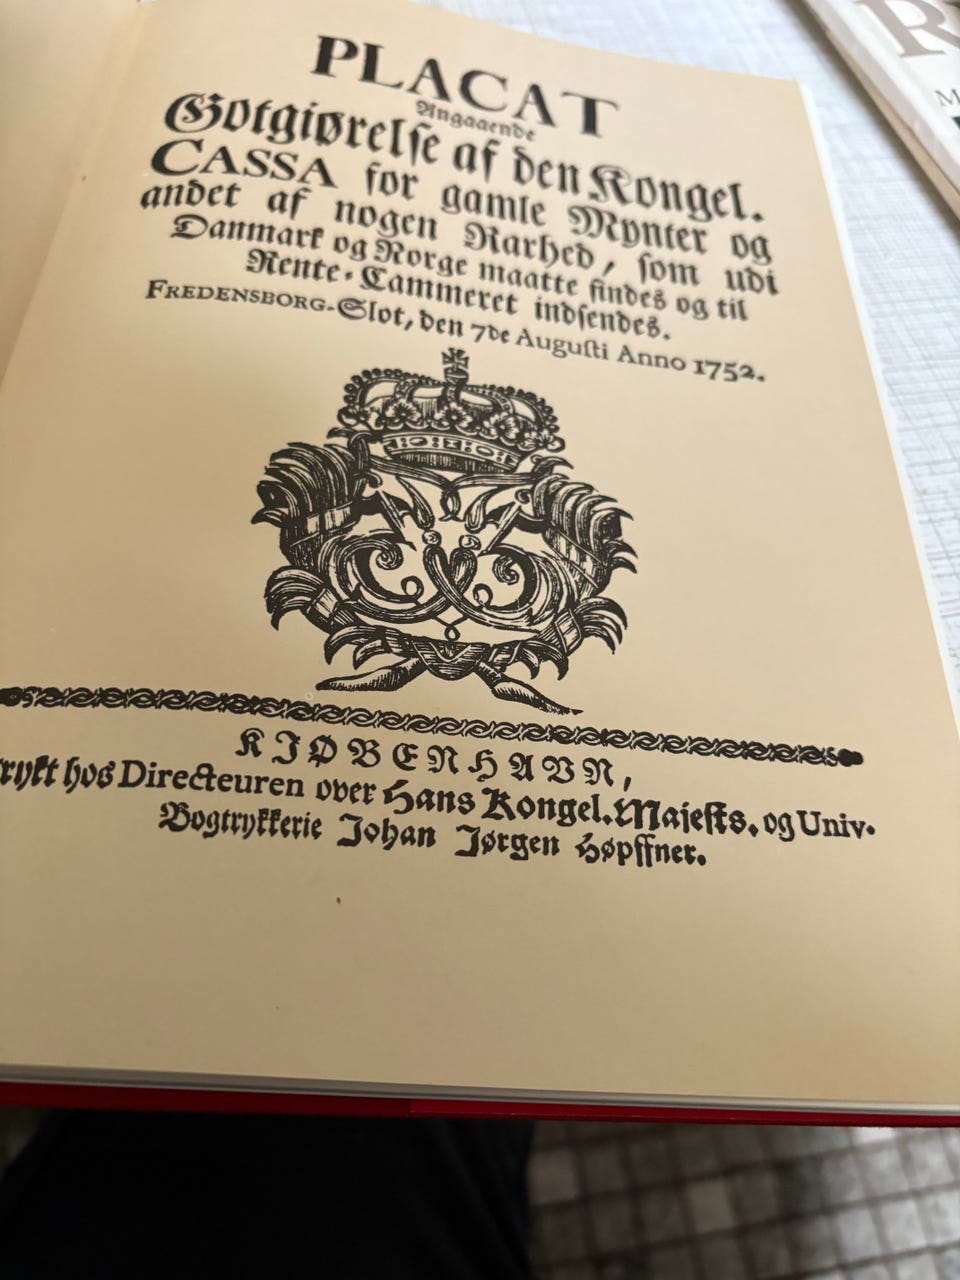 PLACAT
Angaaende
Gotgiørelse af den Kongel.
CASSA for gamle Mynter og
andet af nogen Rarhed, som udi
Danmark og Norge maatte findes og til
Rente-Cammeret indsendes.
FREDENSBORG-Slot, den 7de Augusti Anno 1752.
KIØBENHAVN,
hos Directeuren over Hans Kongel. Majests. og Univ.
Bogtrykkerie Johan Jørgen Høpffner.